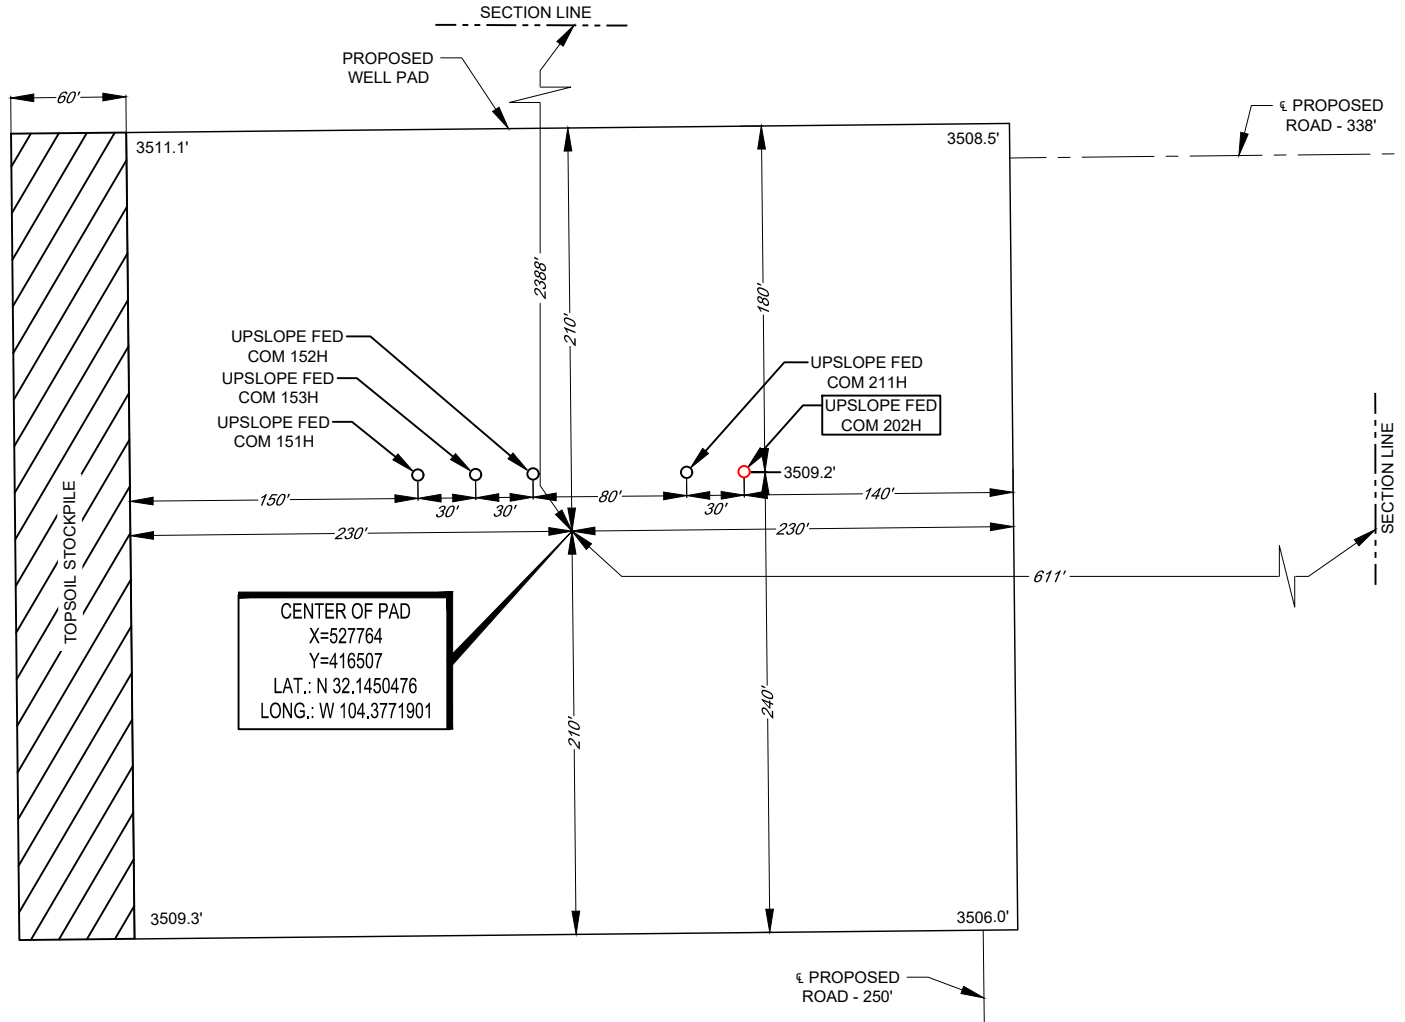 SECTION LINE
PROPOSED
WELL PAD
60'
℄ PROPOSED
ROAD - 338'
3511.1'
3508.5'
2388'
210'
180'
UPSLOPE FED
COM 152H
UPSLOPE FED
COM 153H
UPSLOPE FED
COM 151H
UPSLOPE FED
COM 211H
UPSLOPE FED
COM 202H
3509.2'
SECTION LINE
150'
30'
30'
80'
30'
140'
230'
230'
611'
TOPSOIL STOCKPILE
CENTER OF PAD
X=527764
Y=416507
LAT.: N 32.1450476
LONG.: W 104.3771901
210'
240'
3509.3'
3506.0'
℄ PROPOSED
ROAD - 250'